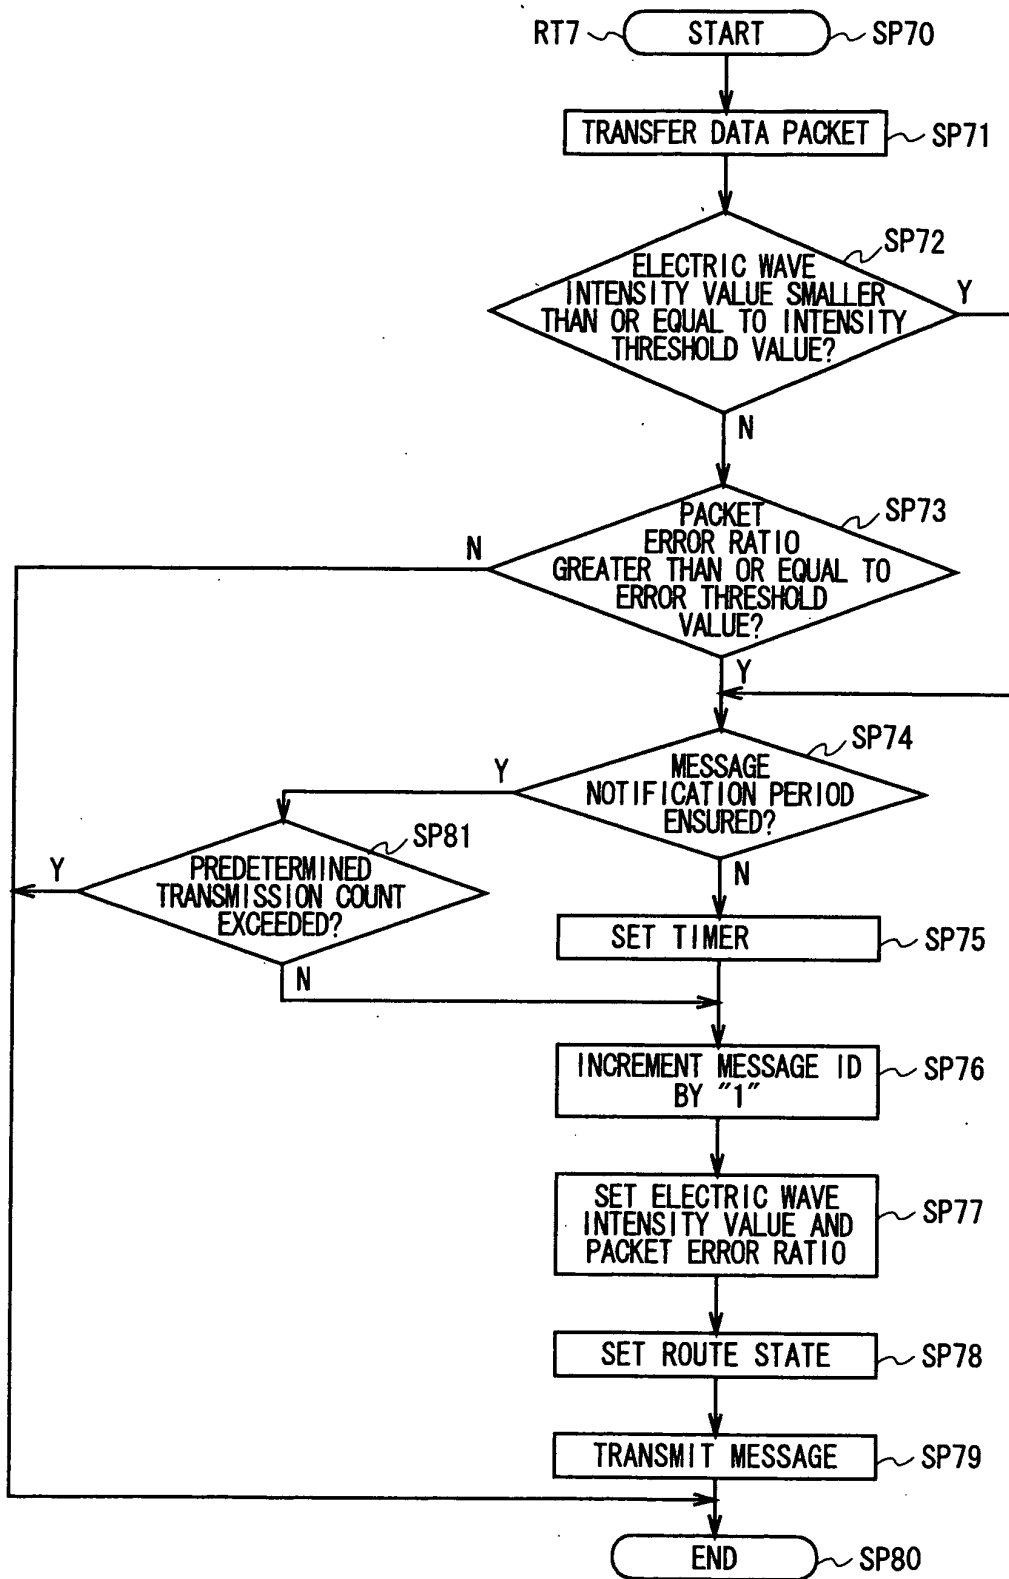 RT7 START SP70
TRANSFER DATA PACKET SP71
SP72
ELECTRIC WAVE
INTENSITY VALUE SMALLER
THAN OR EQUAL TO INTENSITY
THRESHOLD VALUE?
Y
N
SP73
PACKET
ERROR RATIO
GREATER THAN OR EQUAL TO
ERROR THRESHOLD
VALUE?
N
Y
SP74
MESSAGE
NOTIFICATION PERIOD
ENSURED?
Y
N
SP81
PREDETERMINED
TRANSMISSION COUNT
EXCEEDED?
Y
N
SET TIMER SP75
INCREMENT MESSAGE ID
BY "1"
SP76
SET ELECTRIC WAVE
INTENSITY VALUE AND
PACKET ERROR RATIO
SP77
SET ROUTE STATE SP78
TRANSMIT MESSAGE SP79
END SP80